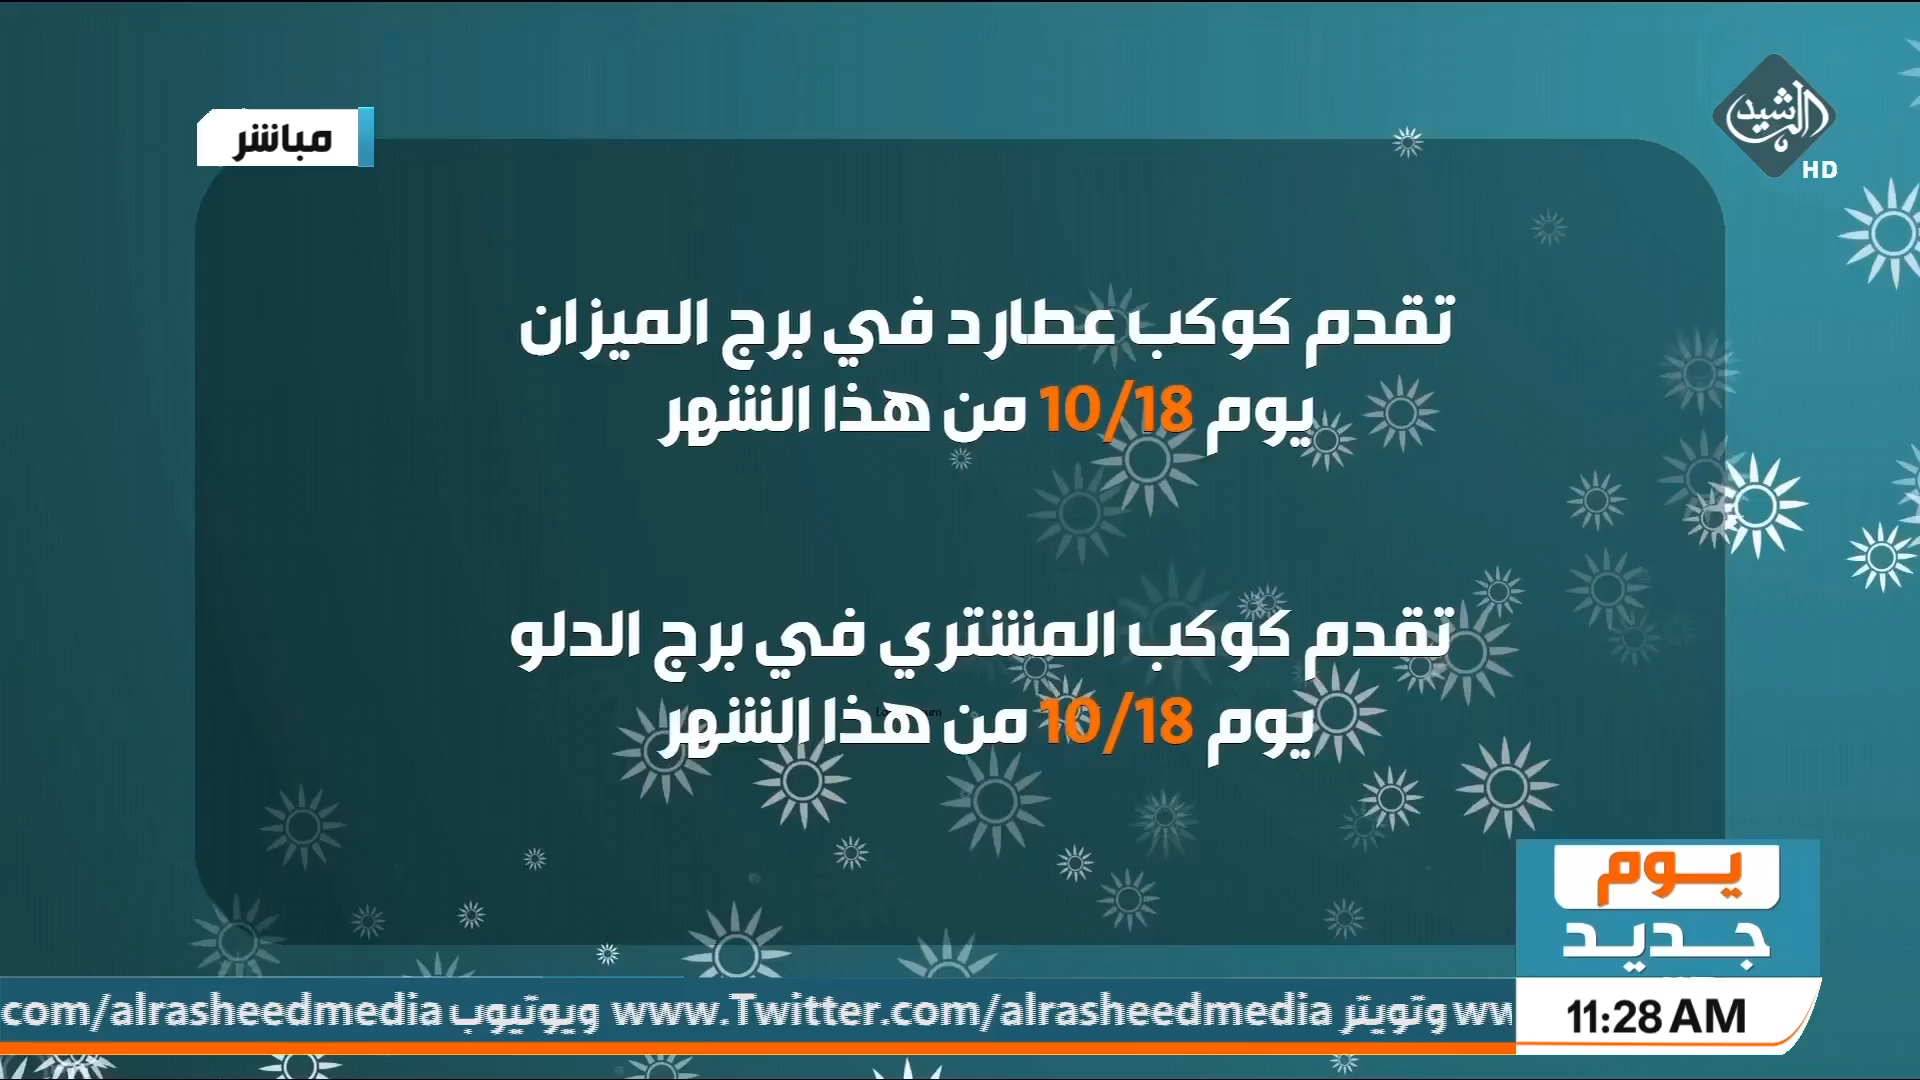 الرشيد
HD
مباشر
تقدم كوكب عطارد في برج الميزان
يوم 10/18 من هذا الشهر
تقدم كوكب المشتري في برج الدلو
يوم 10/18 من هذا الشهر
يوم
جديد
11:28 AM
com/alrasheedmedia ويوتيوب www.Twitter.com/alrasheedmedia وتويتر